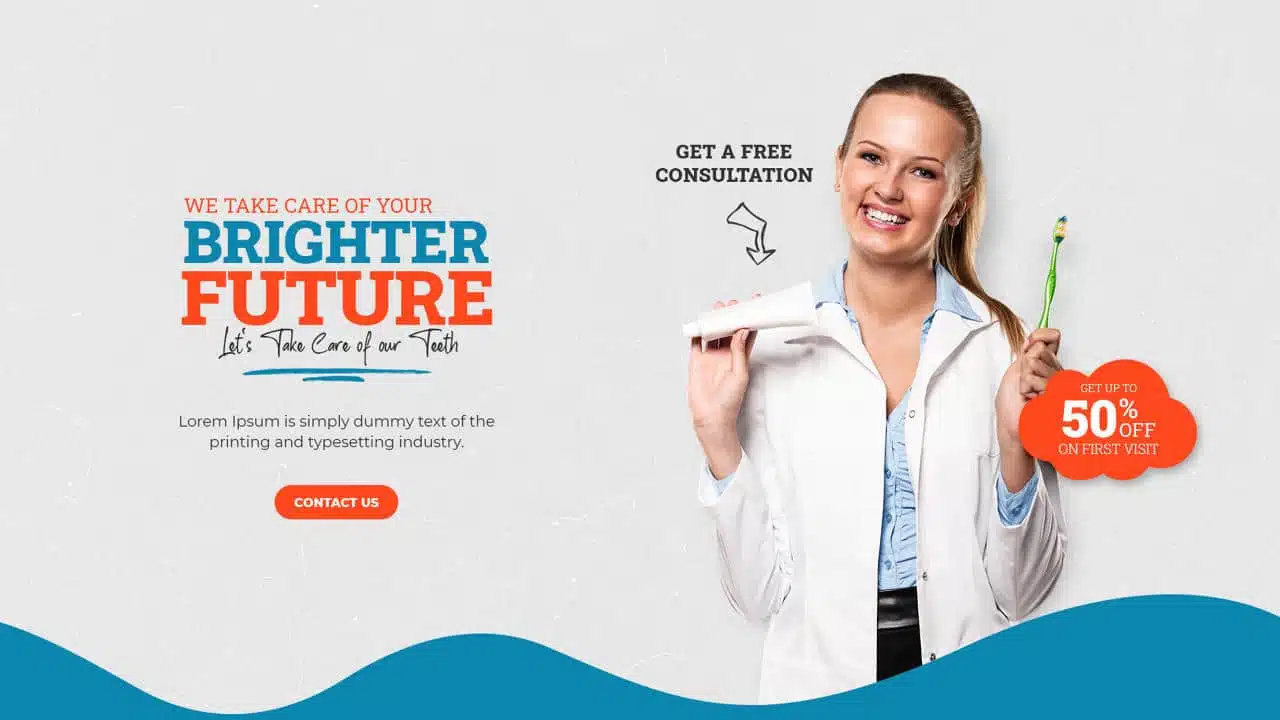 WE TAKE CARE OF YOUR
BRIGHTER
FUTURE
Let's Take Care of our Teeth
Lorem Ipsum is simply dummy text of the
printing and typesetting industry.
CONTACT US
GET A FREE
CONSULTATION
GET UP TO
50% OFF
ON FIRST VISIT